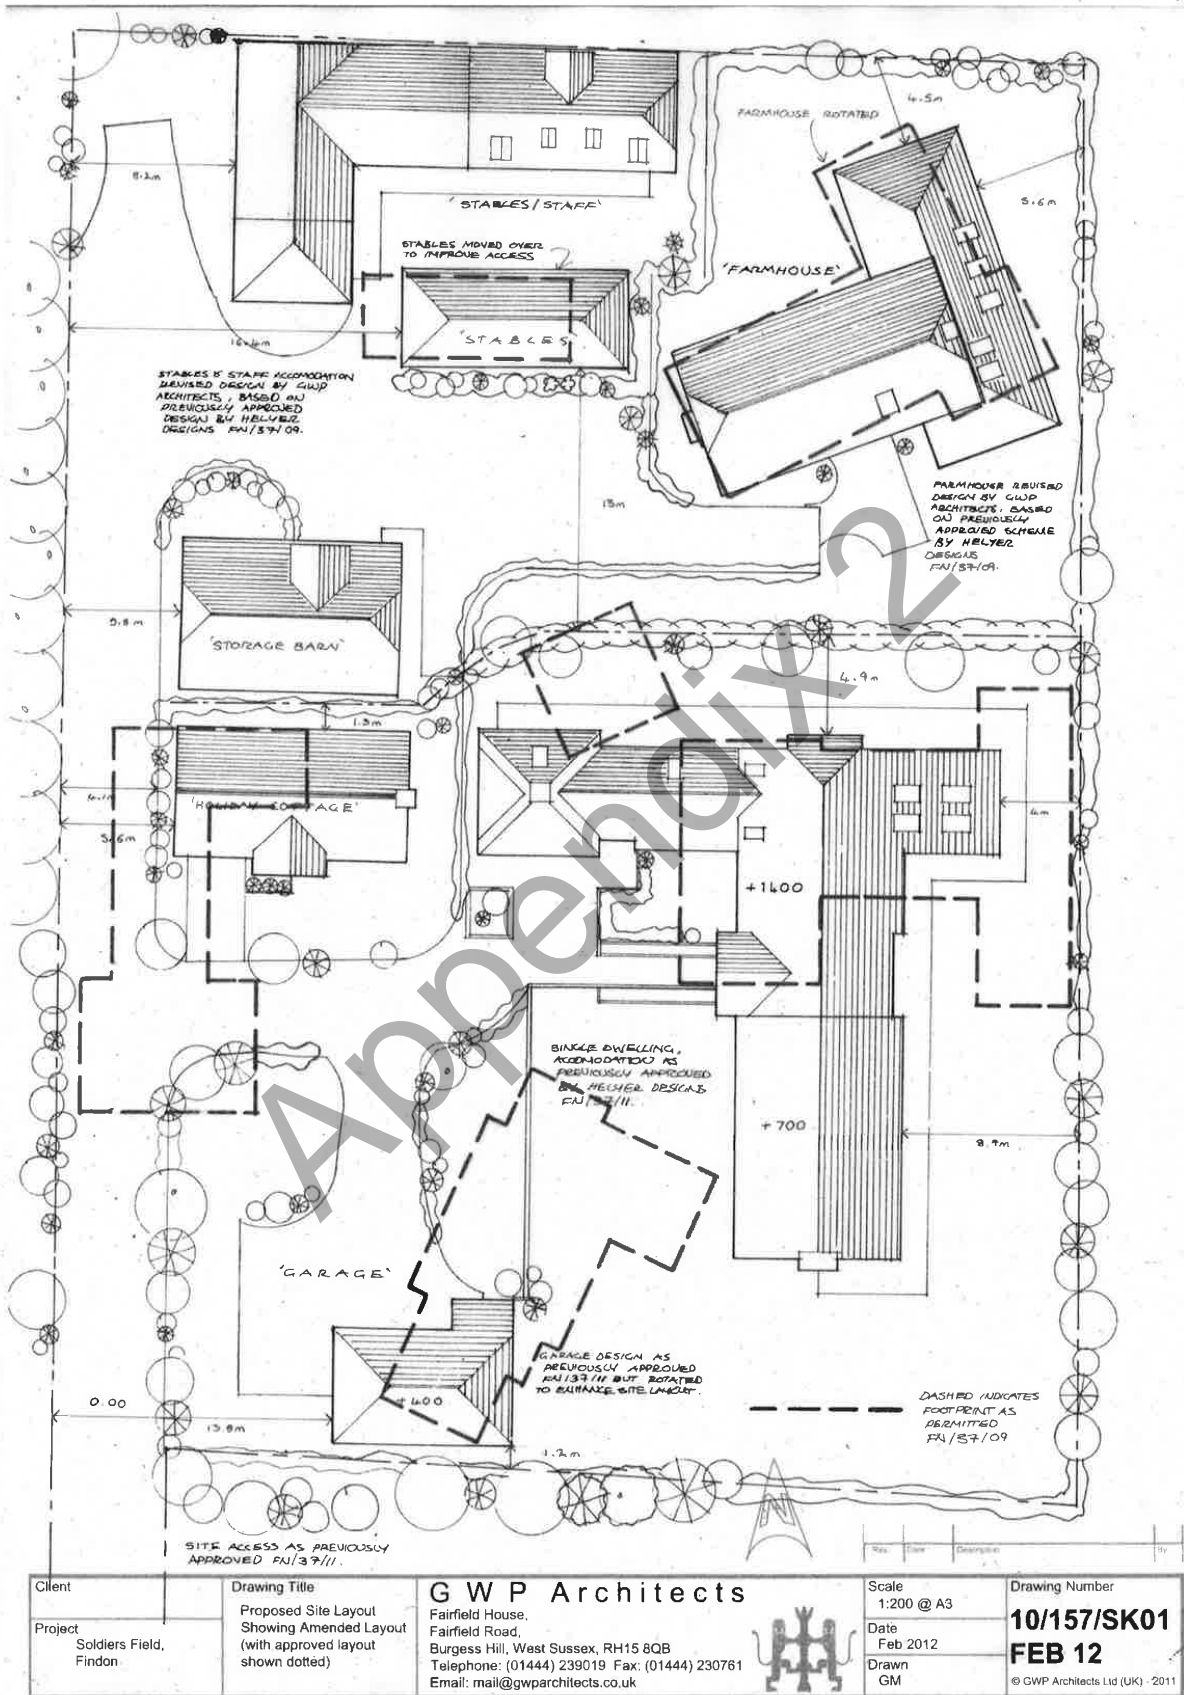 4.5m
FARMHOUSE ROTATED
8.2m
5.6m
'STABLES/STAFF'
STABLES MOVED OVER
TO IMPROVE ACCESS
'FARMHOUSE'
16.4m
'STABLES'
STABLES & STAFF ACCOMODATION
REVISED DESIGN BY GWP
ARCHITECTS, BASED ON
PREVIOUSLY APPROVED
DESIGN BY HELYER
DESIGNS FN/37/09.
FARMHOUSE REVISED
DESIGN BY GWP
ARCHITECTS. BASED
ON PREVIOUSLY
APPROVED SCHEME
BY HELYER
DESIGNS
FN/37/09.
13m
5.8m
'STORAGE BARN'
4.9m
1.3m
4.1m
'HOLIDAY COTTAGE'
5.6m
4m
+1400
Appendix 2
SINGLE DWELLING,
ACCOMODATION AS
PREVIOUSLY APPROVED
BY HELYER DESIGNS
FN/37/11.
+700
8.9m
'GARAGE'
GARAGE DESIGN AS
PREVIOUSLY APPROVED
FN/37/11 BUT ROTATED
TO ENHANCE SITE LAYOUT.
+400
0.00
13.8m
1.2m
DASHED INDICATES
FOOTPRINT AS
PERMITTED
FN/37/09
N
SITE ACCESS AS PREVIOUSLY
APPROVED FN/37/11.
Rev. Date Description By
Client
Project
Soldiers Field,
Findon
Drawing Title
Proposed Site Layout
Showing Amended Layout
(with approved layout
shown dotted)
G W P Architects
Fairfield House,
Fairfield Road,
Burgess Hill, West Sussex, RH15 8QB
Telephone: (01444) 239019 Fax: (01444) 230761
Email: mail@gwparchitects.co.uk
Scale
1:200 @ A3
Date
Feb 2012
Drawn
GM
Drawing Number
10/157/SK01
FEB 12
© GWP Architects Ltd (UK) - 2011